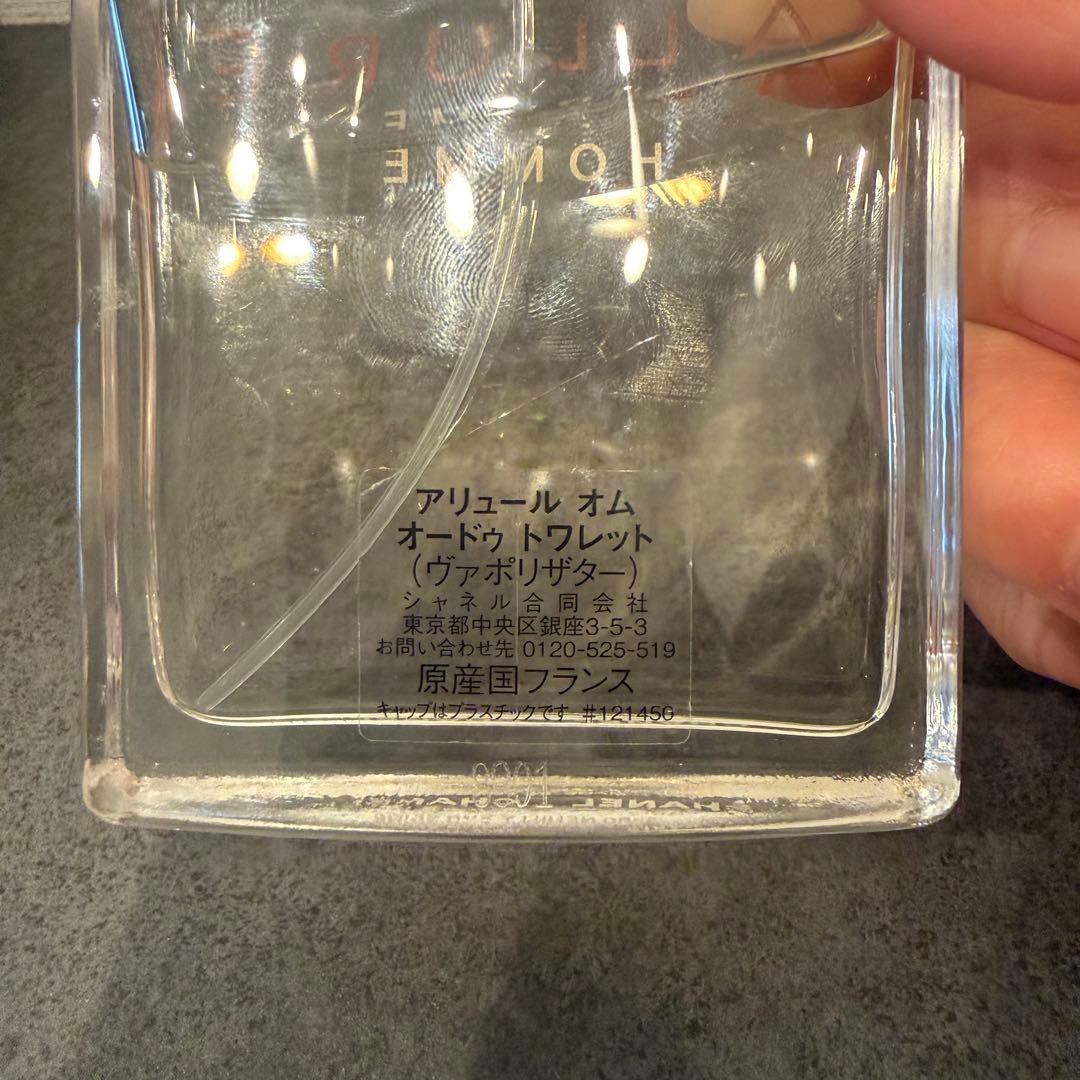 ALLURE
HOMME
アリュール オム
オードゥ トワレット
(ヴァポリザター)
シャネル合同会社
東京都中央区銀座3-5-3
お問い合わせ先 0120-525-519
原産国フランス
キャップはプラスチックです #121450
CHANEL